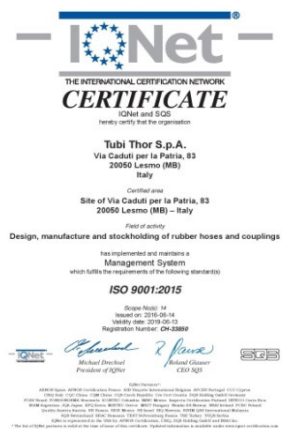 IQNet®
THE INTERNATIONAL CERTIFICATION NETWORK
CERTIFICATE
IQNet and SQS
hereby certify that the organisation
Tubi Thor S.p.A.
Via Caduti per la Patria, 83
20050 Lesmo (MB)
Italy
Certified area
Site of Via Caduti per la Patria, 83
20050 Lesmo (MB) – Italy
Field of activity
Design, manufacture and stockholding of rubber hoses and couplings
has implemented and maintains a
Management System
which fulfills the requirements of the following standard(s)
ISO 9001:2015
Scope No(s): 14
Issued on: 2016-06-14
Validity date: 2019-06-13
Registration Number: CH-33850
IQNet
Michael Drechsel
President of IQNet
Roland Glauser
CEO SQS
SQS
IQNet Partners*: